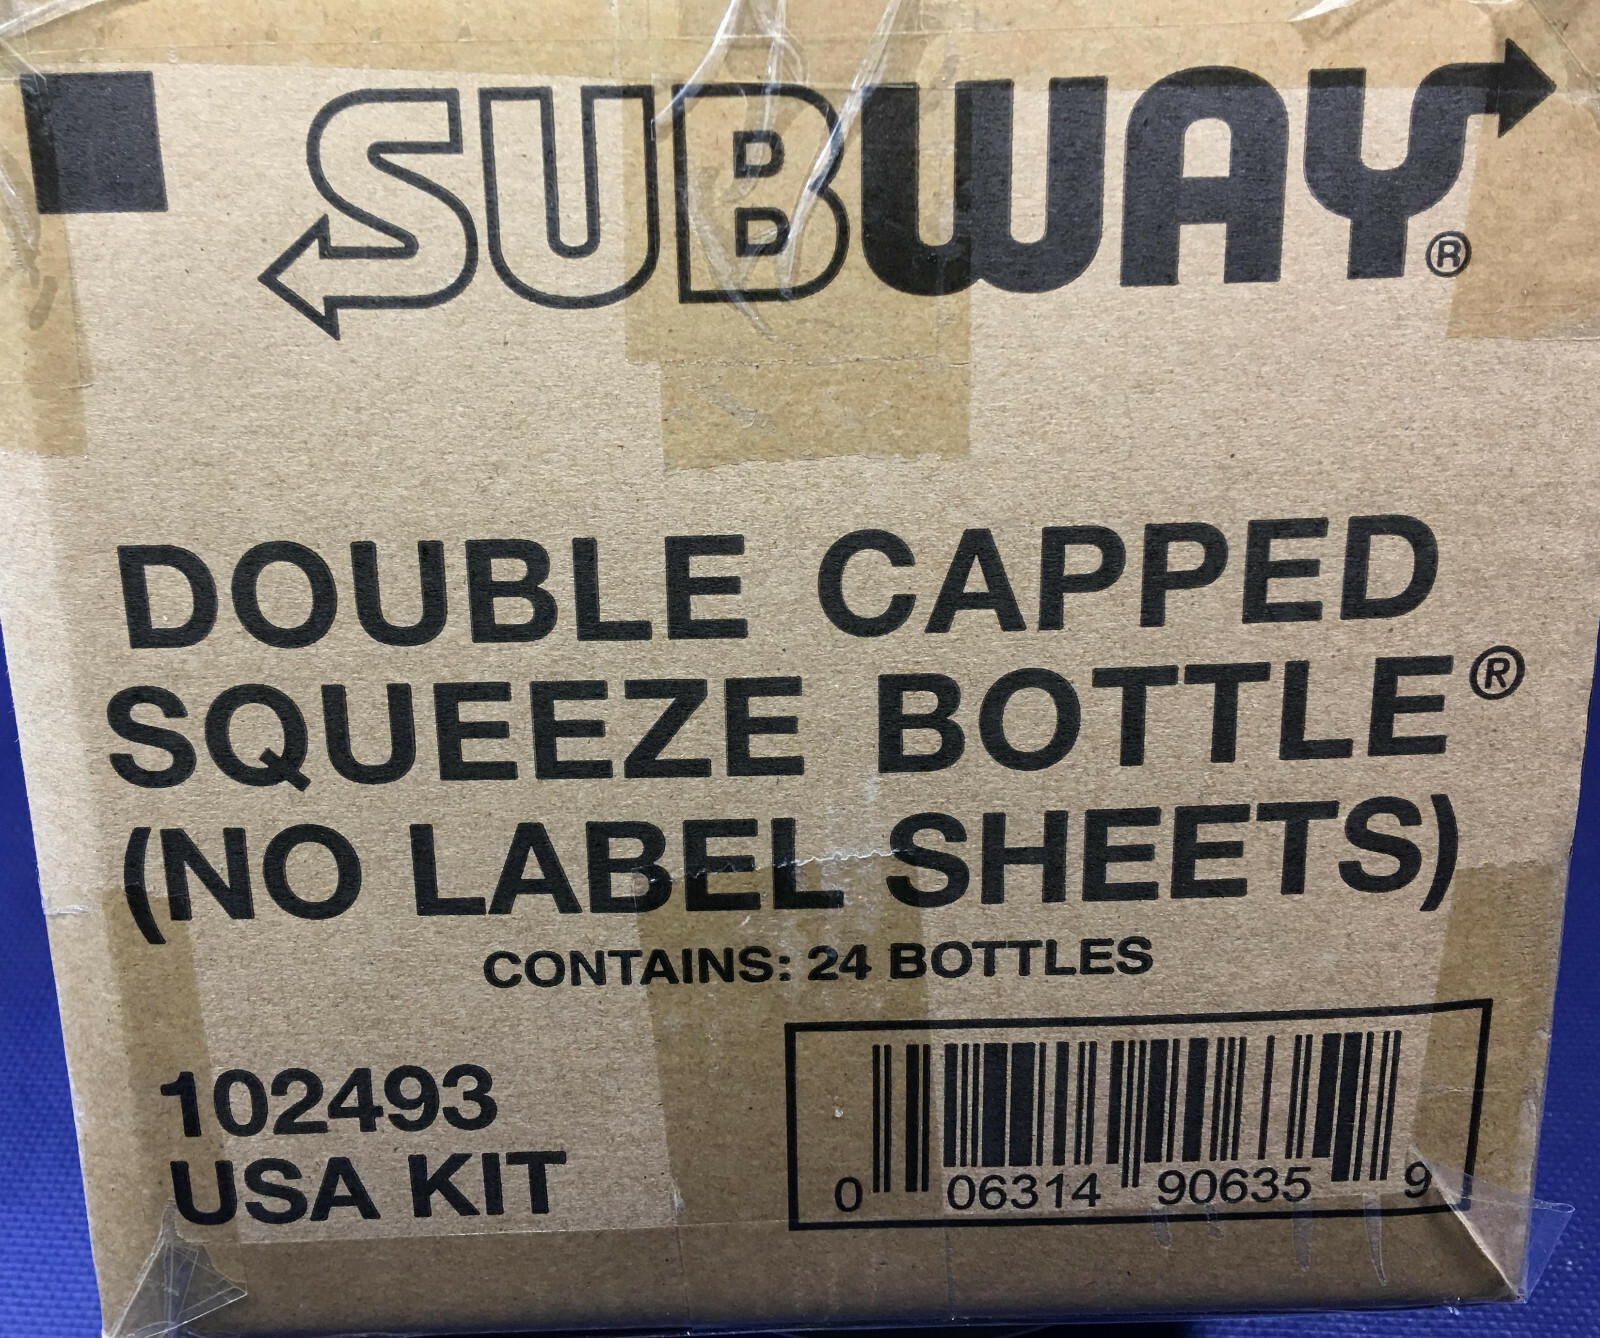 SUBWAY®
DOUBLE CAPPED
SQUEEZE BOTTLE®
(NO LABEL SHEETS)
CONTAINS: 24 BOTTLES
102493
USA KIT
0 06314 90635 9